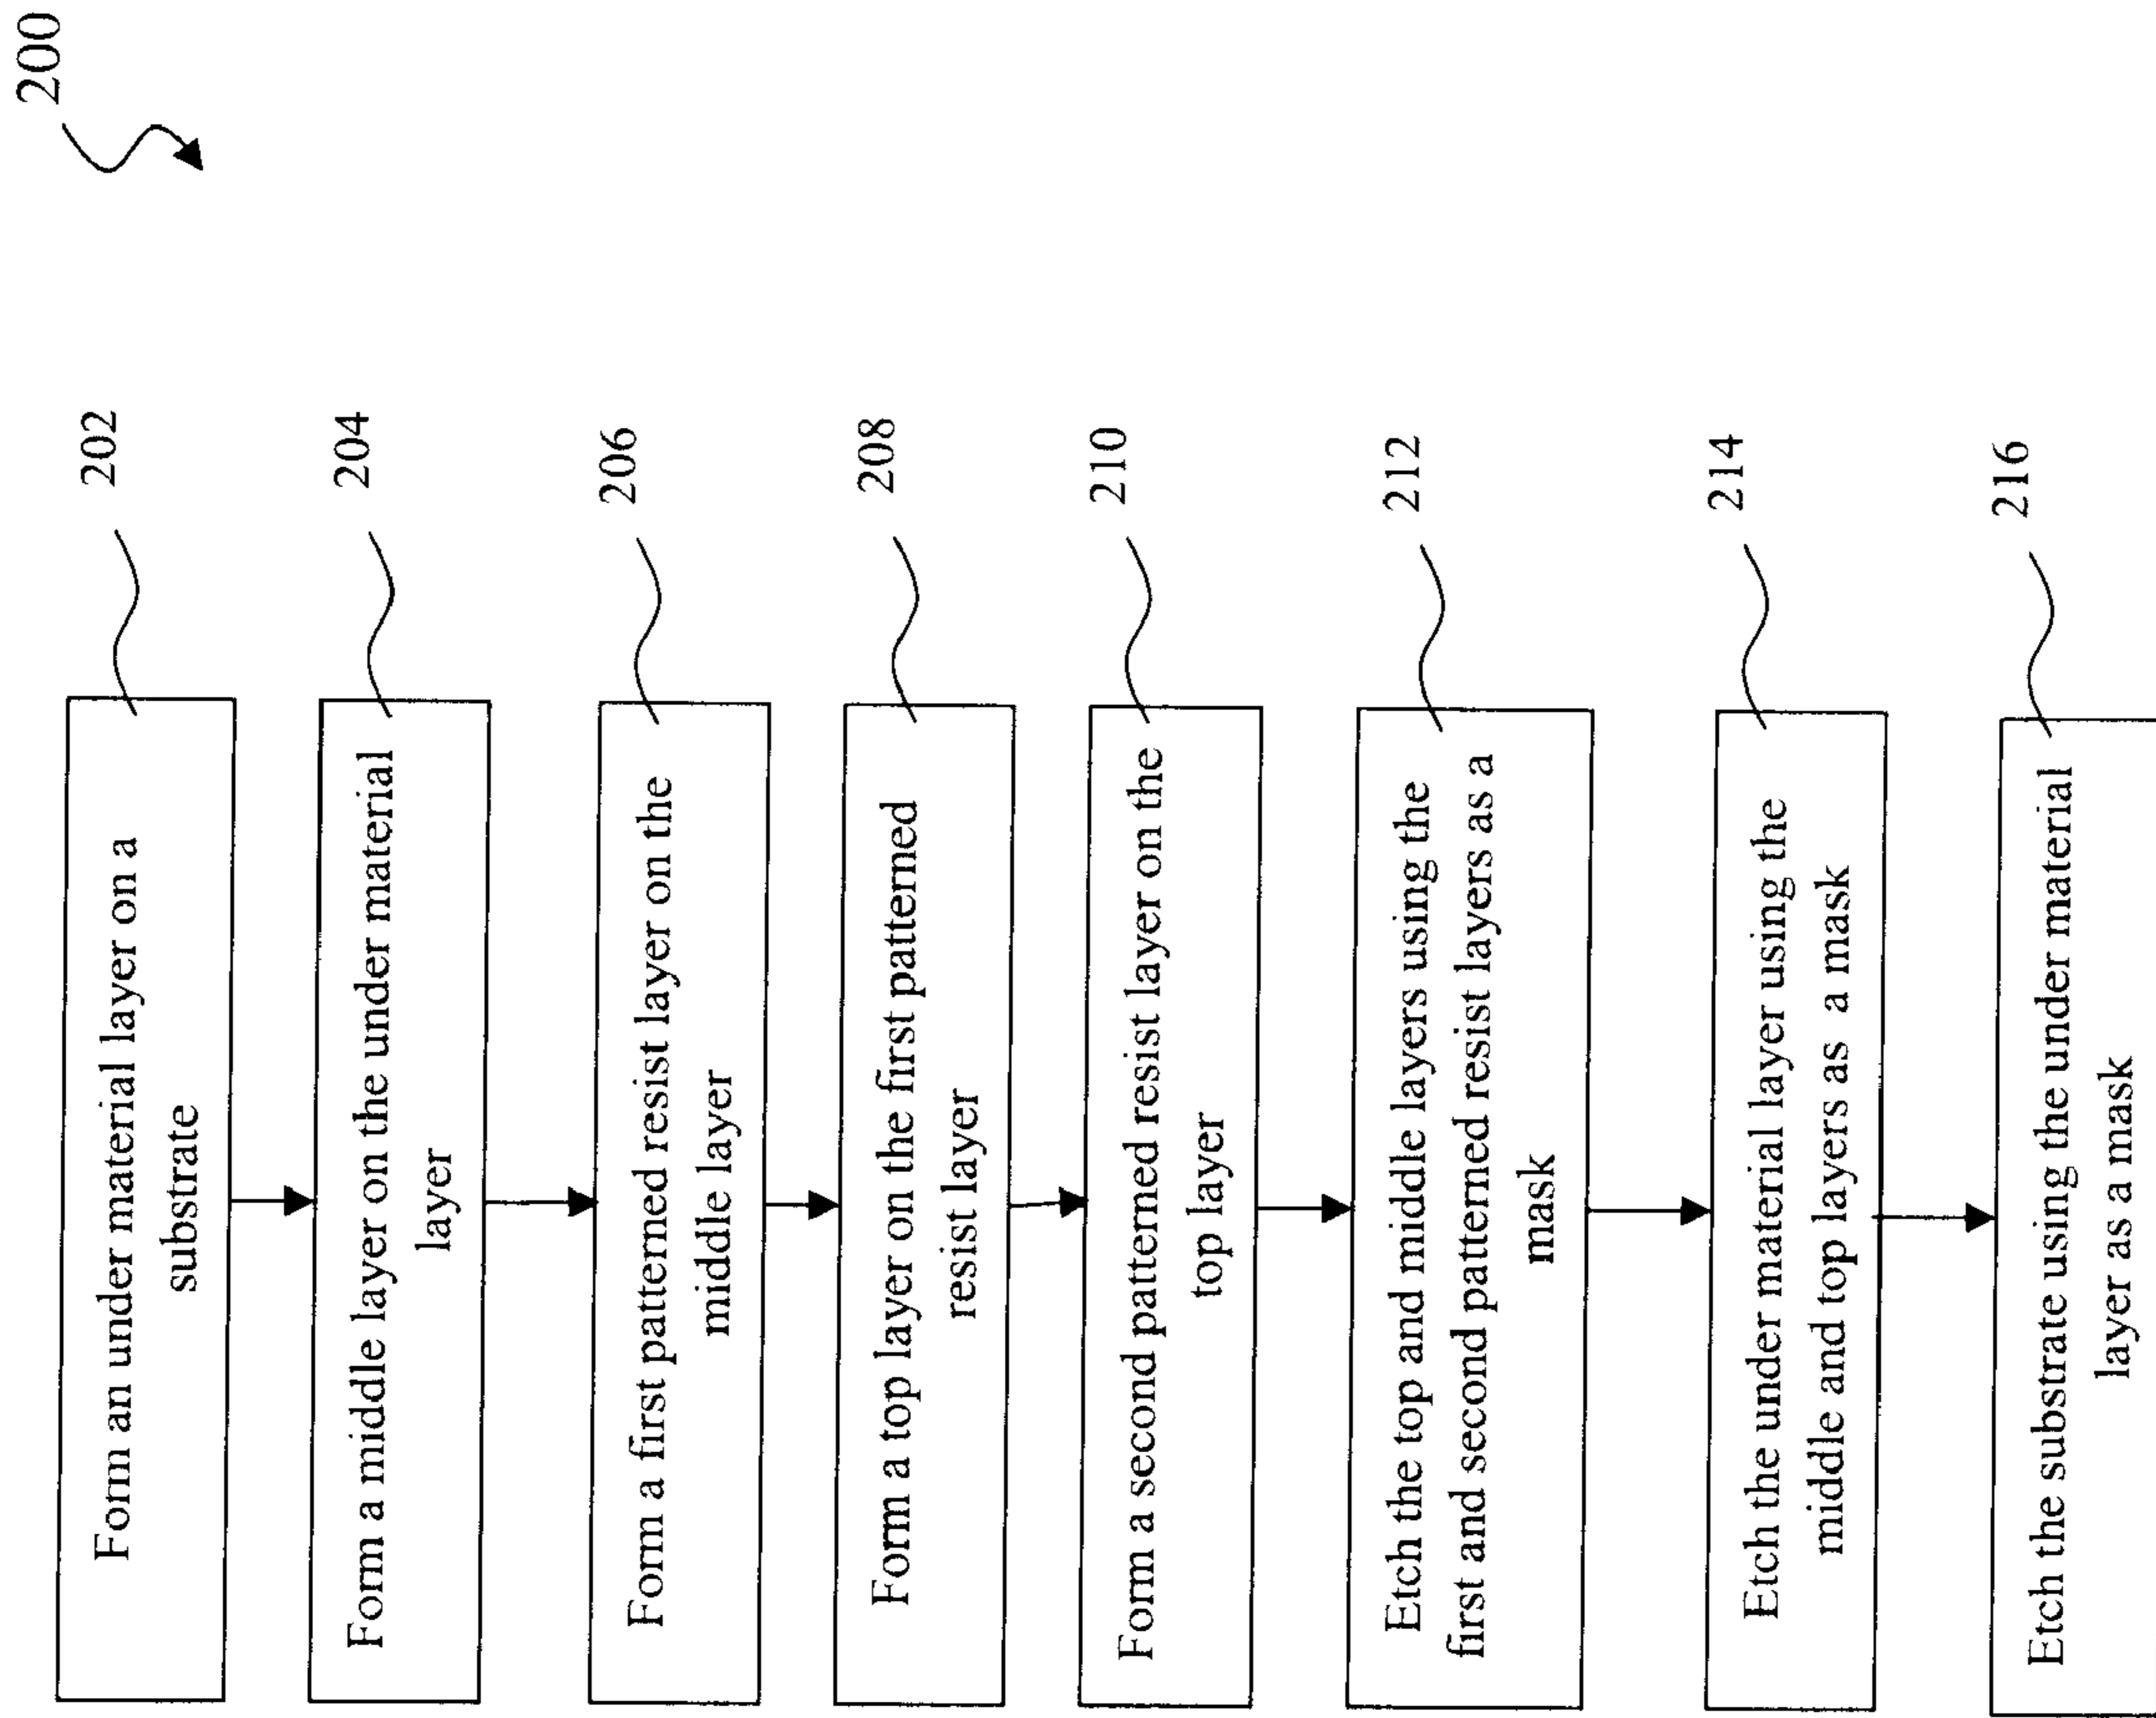 200
202
Form an under material layer on a
substrate
204
Form a middle layer on the under material
layer
206
Form a first patterned resist layer on the
middle layer
208
Form a top layer on the first patterned
resist layer
210
Form a second patterned resist layer on the
top layer
212
Etch the top and middle layers using the
first and second patterned resist layers as a
mask
214
Etch the under material layer using the
middle and top layers as a mask
216
Etch the substrate using the under material
layer as a mask